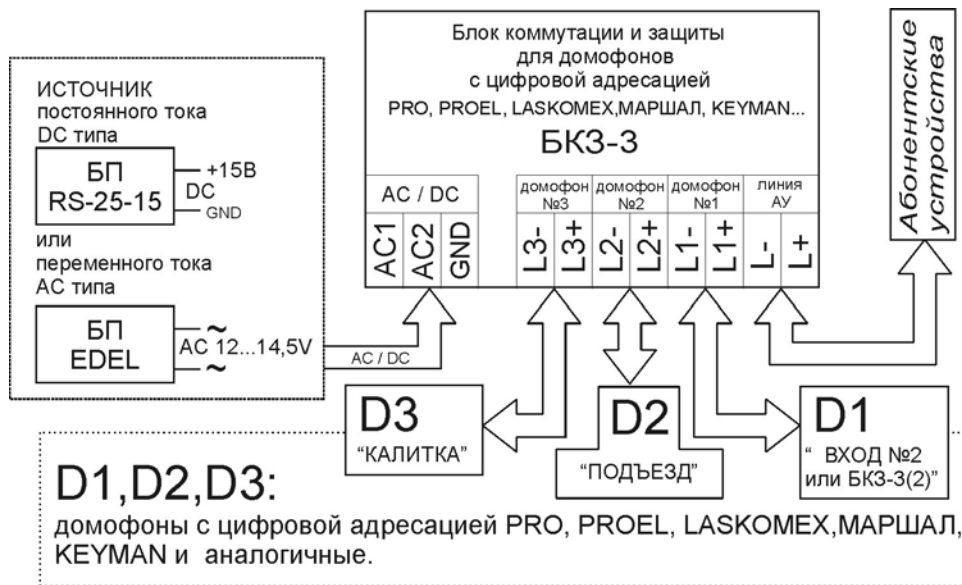 Блок коммутации и защиты
для домофонов
с цифровой адресацией
PRO, PROEL, LASKOMEX,МАРШАЛ, KEYMAN...
БКЗ-3
Абонентские
устройства
ИСТОЧНИК
постоянного тока
DC типа
БП
RS-25-15
+15В
DC
GND
или
переменного тока
АС типа
БП
EDEL
~
AC 12...14,5V
~
AC / DC
AC / DC
AC1
AC2
GND
домофон
№3
L3-
L3+
домофон
№2
L2-
L2+
домофон
№1
L1-
L1+
линия
АУ
L-
L+
D3
“КАЛИТКА”
D2
“ПОДЪЕЗД”
D1
“ ВХОД №2
или БКЗ-3(2)”
D1,D2,D3:
домофоны с цифровой адресацией PRO, PROEL, LASKOMEX,МАРШАЛ,
KEYMAN и аналогичные.